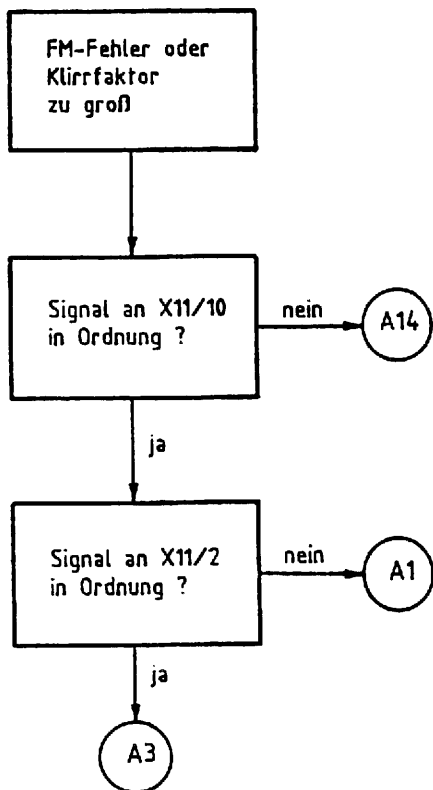 FM-Fehler oder
Klirrfaktor
zu groß
Signal an X11/10
in Ordnung ?
nein
A14
ja
Signal an X11/2
in Ordnung ?
nein
A1
ja
A3